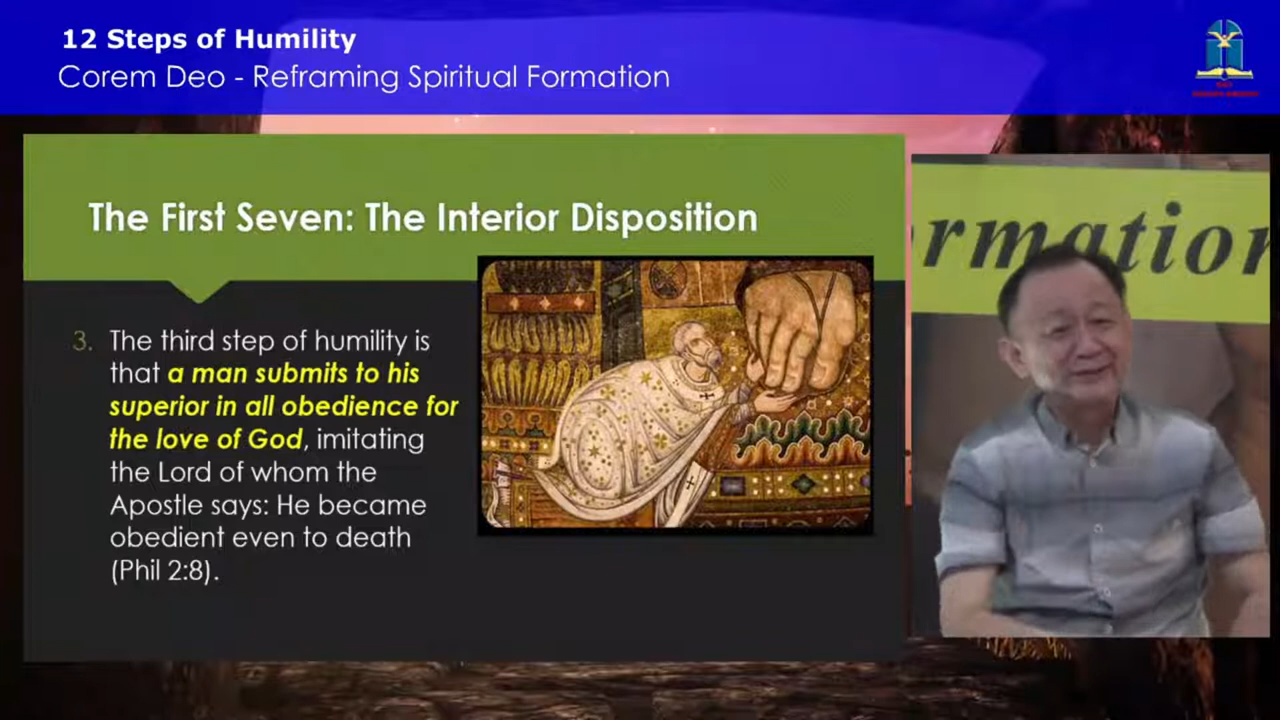 12 Steps of Humility
Corem Deo - Reframing Spiritual Formation
The First Seven: The Interior Disposition
3. The third step of humility is
that a man submits to his
superior in all obedience for
the love of God, imitating
the Lord of whom the
Apostle says: He became
obedient even to death
(Phil 2:8).
rmation